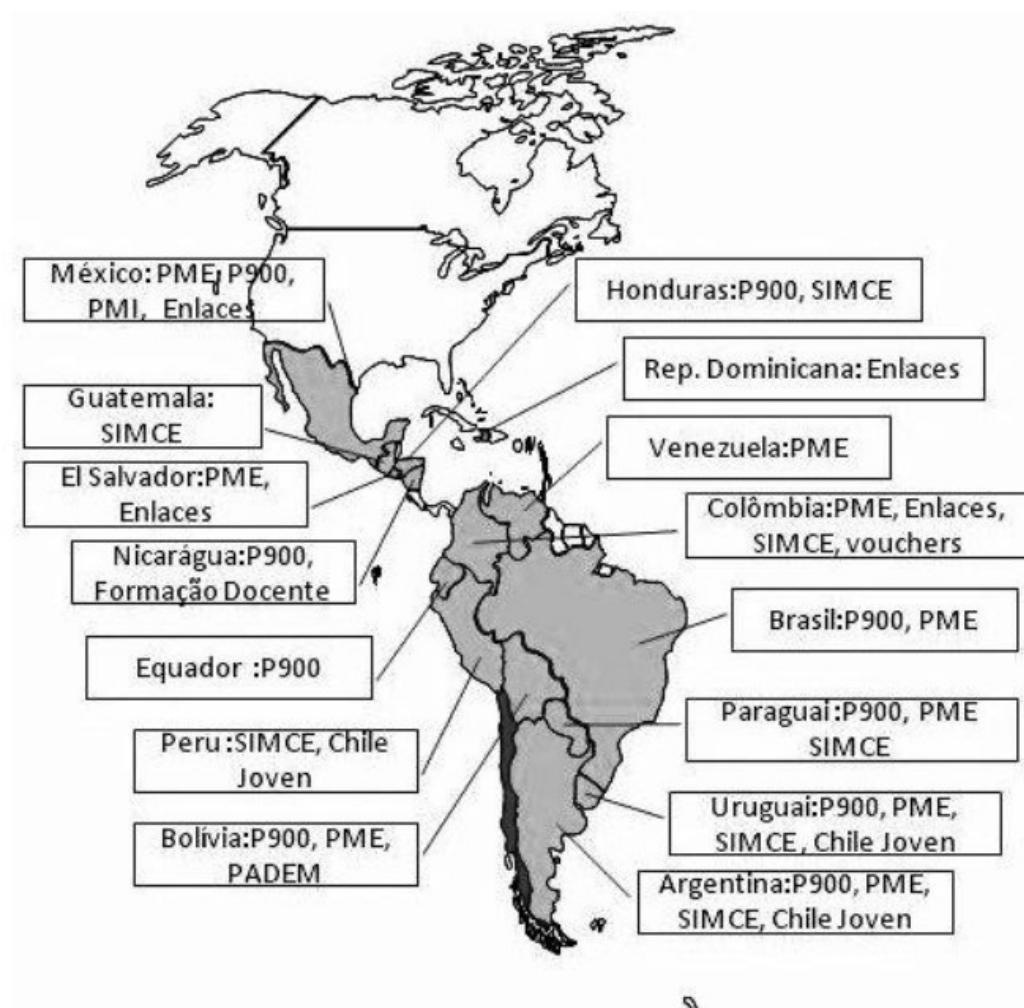 México: PME, P900,
PMI, Enlaces
Guatemala:
SIMCE
El Salvador:PME,
Enlaces
Nicarágua:P900,
Formação Docente
Equador :P900
Peru:SIMCE, Chile
Joven
Bolívia:P900, PME,
PADEM
Honduras:P900, SIMCE
Rep. Dominicana: Enlaces
Venezuela:PME
Colômbia:PME, Enlaces,
SIMCE, vouchers
Brasil:P900, PME
Paraguai:P900, PME
SIMCE
Uruguai:P900, PME,
SIMCE, Chile Joven
Argentina:P900, PME,
SIMCE, Chile Joven